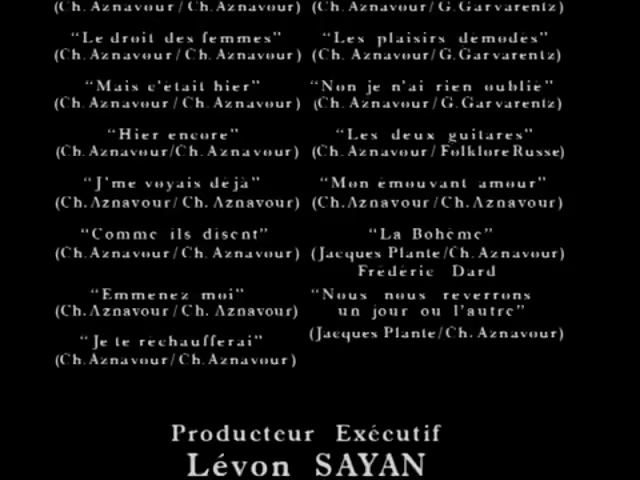 (Ch. Aznavour/Ch. Aznavour)
"Le droit des femmes"
(Ch. Aznavour/Ch. Aznavour)
"Mais c'était hier"
(Ch. Aznavour/Ch. Aznavour)
"Hier encore"
(Ch. Aznavour/Ch. Aznavour)
"J'me voyais déjà"
(Ch. Aznavour/Ch. Aznavour)
"Comme ils disent"
(Ch. Aznavour/Ch. Aznavour)
"Emmenez moi"
(Ch. Aznavour/Ch. Aznavour)
"Je te réchaufferai"
(Ch. Aznavour/Ch. Aznavour)
(Ch. Aznavour/G. Garvarentz)
"Les plaisirs démodés"
(Ch. Aznavour/G. Garvarentz)
"Non je n'ai rien oublié"
(Ch. Aznavour/G. Garvarentz)
"Les deux guitares"
(Ch. Aznavour/Folklore Russe)
"Mon émouvant amour"
(Ch. Aznavour/Ch. Aznavour)
"La Bohème"
(Jacques Plante/Ch. Aznavour)
Frédéric Dard
"Nous nous reverrons
un jour ou l'autre"
(Jacques Plante/Ch. Aznavour)
Producteur Exécutif
Lévon SAYAN